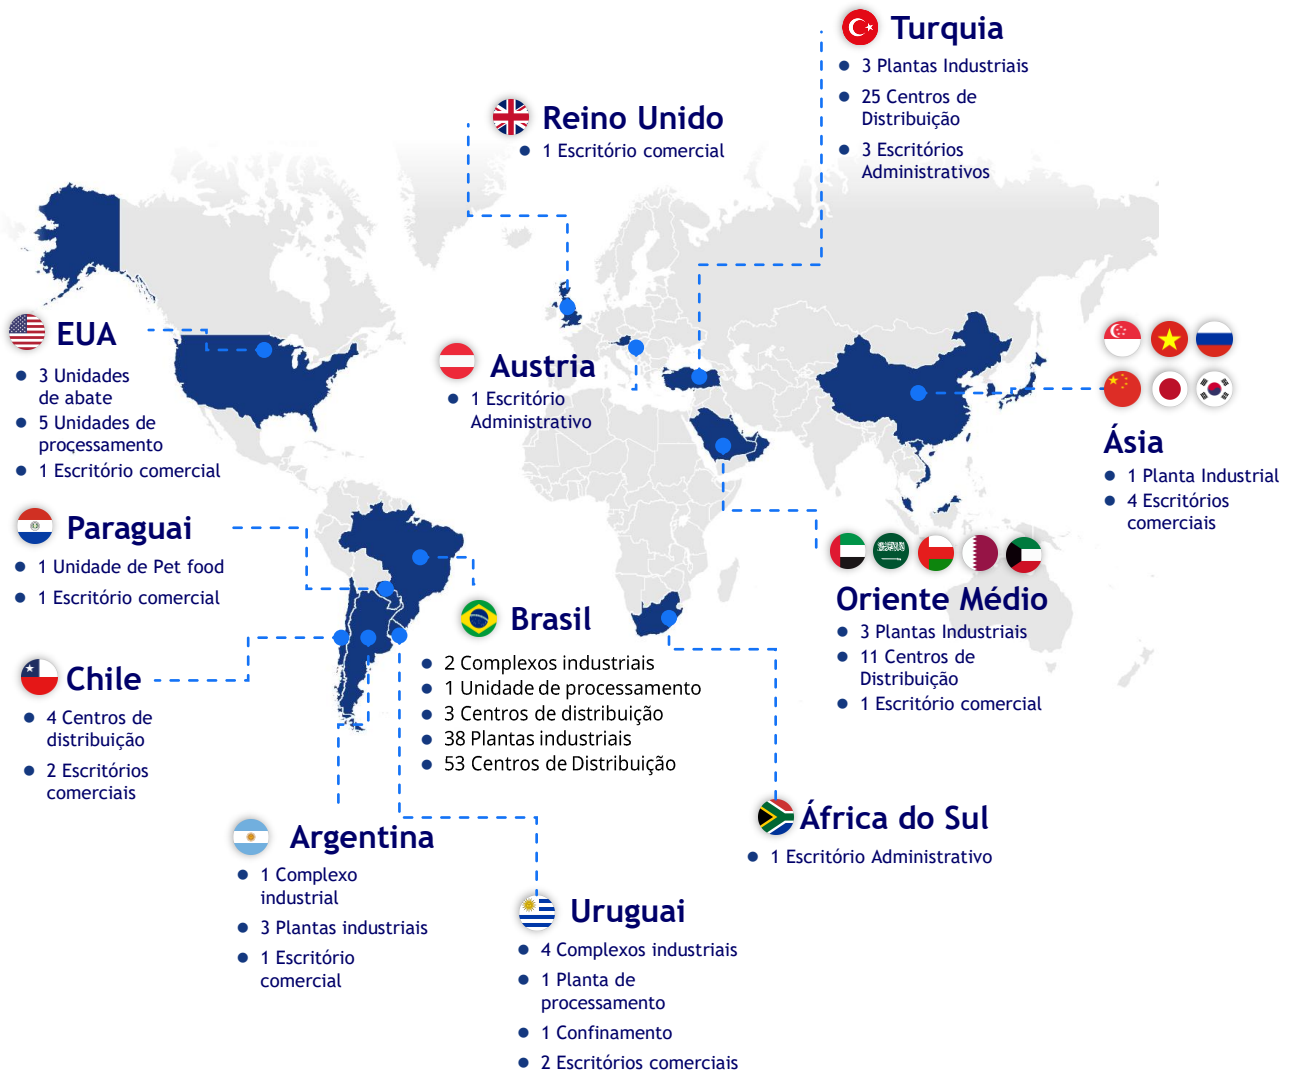 Turquia
3 Plantas Industriais
25 Centros de
Distribuição
3 Escritórios
Administrativos
Reino Unido
1 Escritório comercial
EUA
3 Unidades
de abate
5 Unidades de
processamento
1 Escritório comercial
Austria
1 Escritório
Administrativo
Ásia
1 Planta Industrial
4 Escritórios
comerciais
Paraguai
1 Unidade de Pet food
1 Escritório comercial
Oriente Médio
3 Plantas Industriais
11 Centros de
Distribuição
1 Escritório comercial
Brasil
2 Complexos industriais
1 Unidade de processamento
3 Centros de distribuição
38 Plantas industriais
53 Centros de Distribuição
Chile
4 Centros de
distribuição
2 Escritórios
comerciais
Argentina
1 Complexo
industrial
3 Plantas industriais
1 Escritório
comercial
África do Sul
1 Escritório Administrativo
Uruguai
4 Complexos industriais
1 Planta de
processamento
1 Confinamento
2 Escritórios comerciais